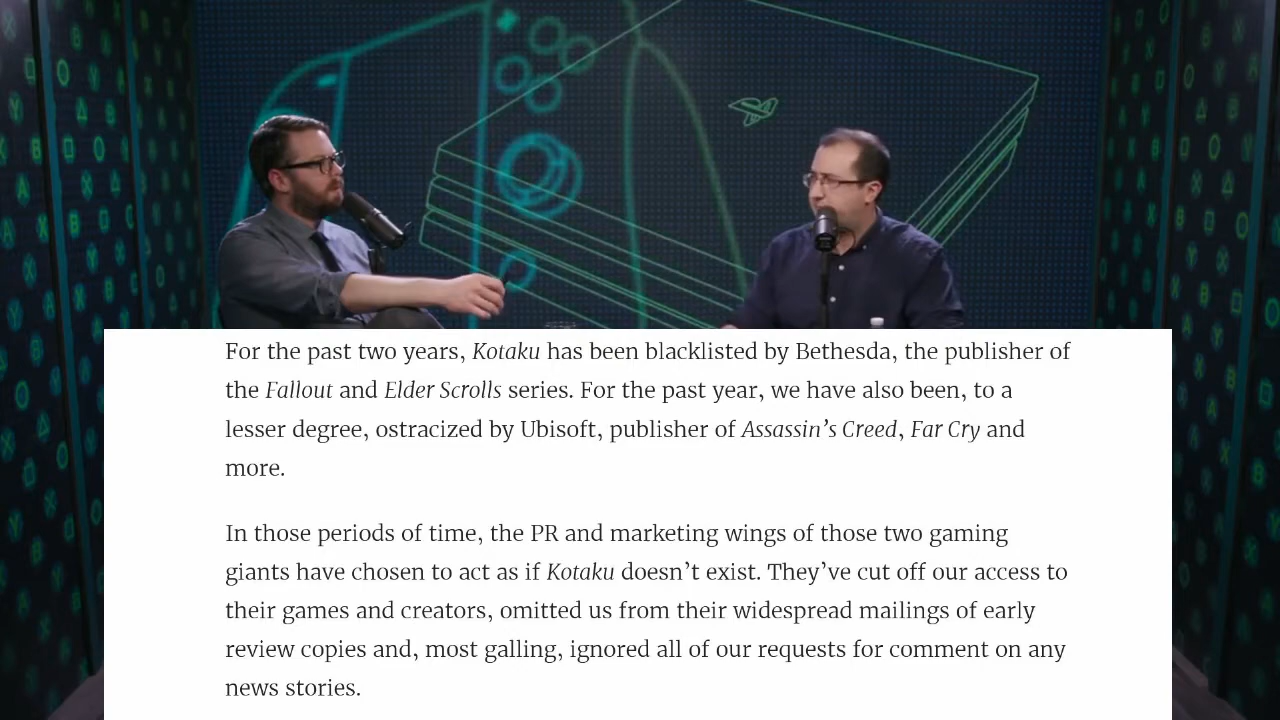 For the past two years, Kotaku has been blacklisted by Bethesda, the publisher of
the Fallout and Elder Scrolls series. For the past year, we have also been, to a
lesser degree, ostracized by Ubisoft, publisher of Assassin’s Creed, Far Cry and
more.
In those periods of time, the PR and marketing wings of those two gaming
giants have chosen to act as if Kotaku doesn’t exist. They’ve cut off our access to
their games and creators, omitted us from their widespread mailings of early
review copies and, most galling, ignored all of our requests for comment on any
news stories.